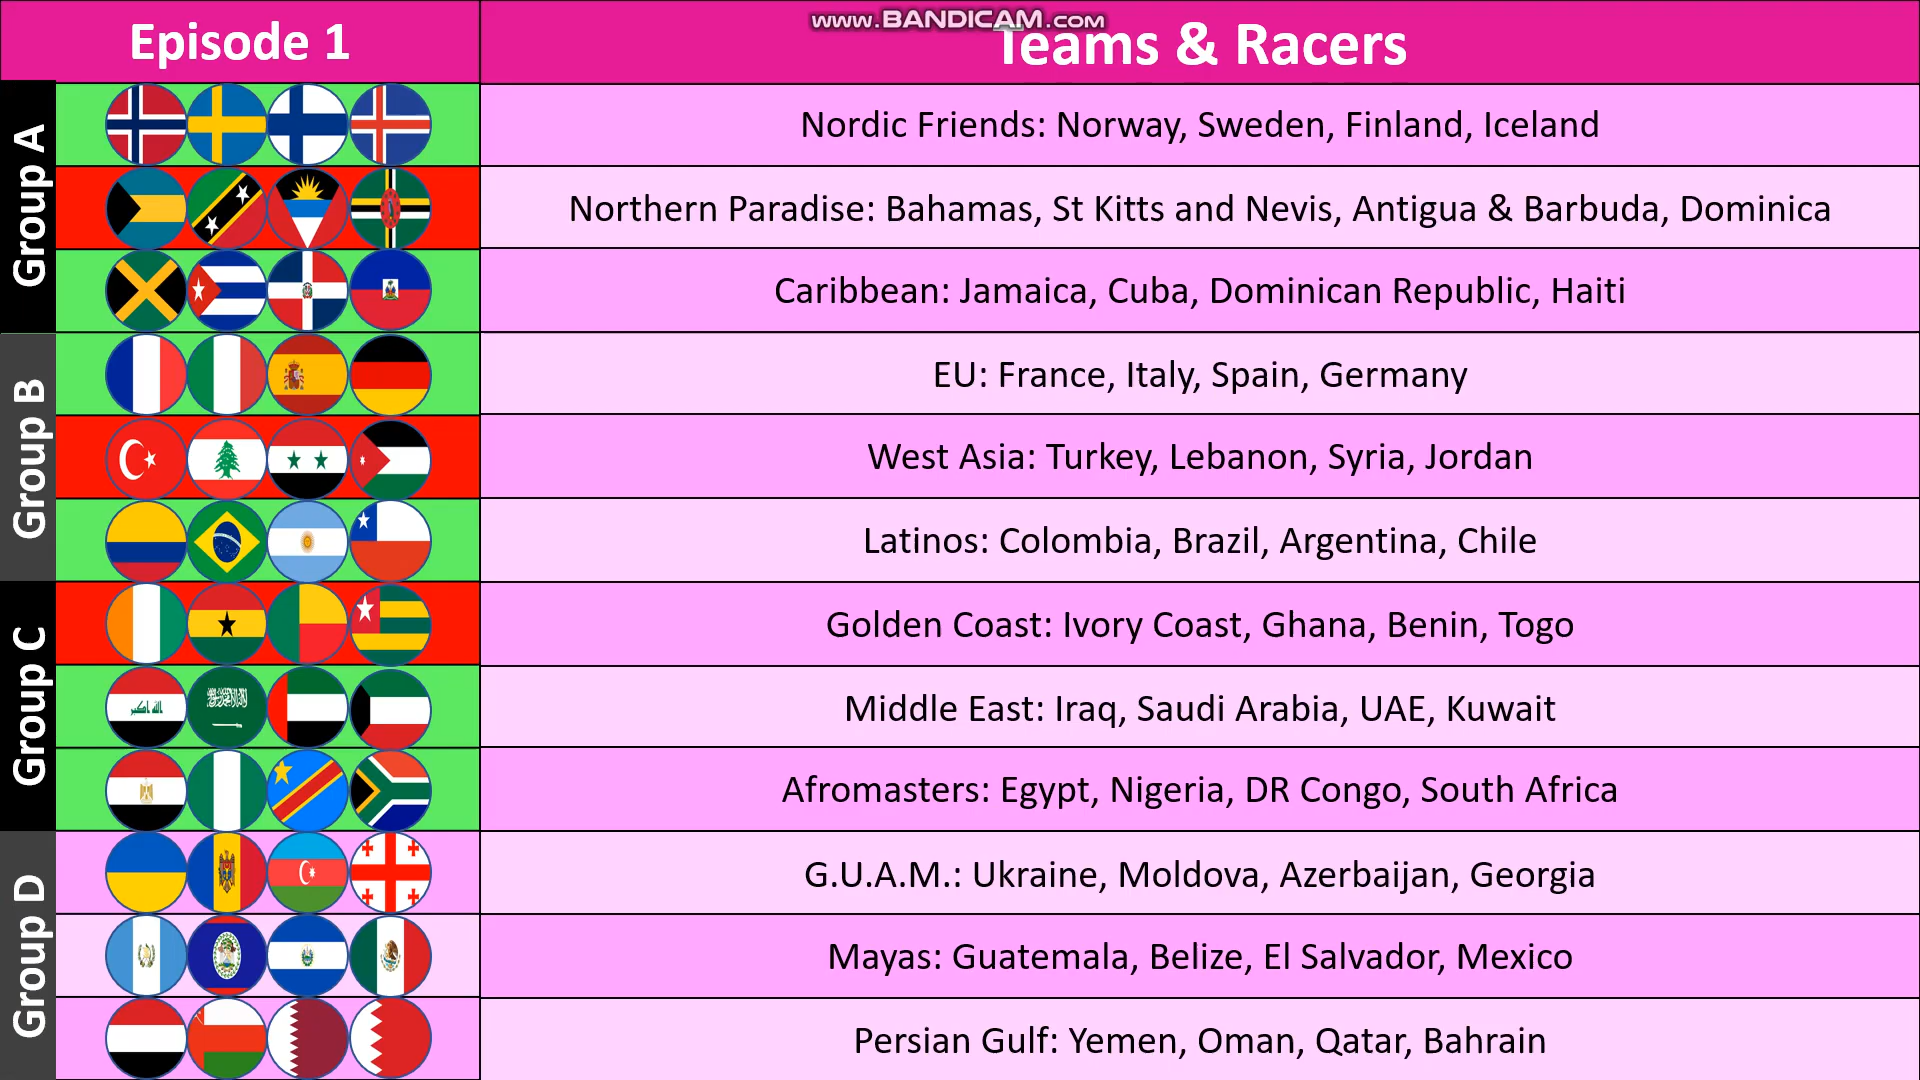 www.BANDICAM.com
Episode 1
Teams & Racers
Group A
Nordic Friends: Norway, Sweden, Finland, Iceland
Northern Paradise: Bahamas, St Kitts and Nevis, Antigua & Barbuda, Dominica
Caribbean: Jamaica, Cuba, Dominican Republic, Haiti
Group B
EU: France, Italy, Spain, Germany
West Asia: Turkey, Lebanon, Syria, Jordan
Latinos: Colombia, Brazil, Argentina, Chile
Group C
Golden Coast: Ivory Coast, Ghana, Benin, Togo
Middle East: Iraq, Saudi Arabia, UAE, Kuwait
الله اكبر
Afromasters: Egypt, Nigeria, DR Congo, South Africa
Group D
G.U.A.M.: Ukraine, Moldova, Azerbaijan, Georgia
Mayas: Guatemala, Belize, El Salvador, Mexico
Persian Gulf: Yemen, Oman, Qatar, Bahrain